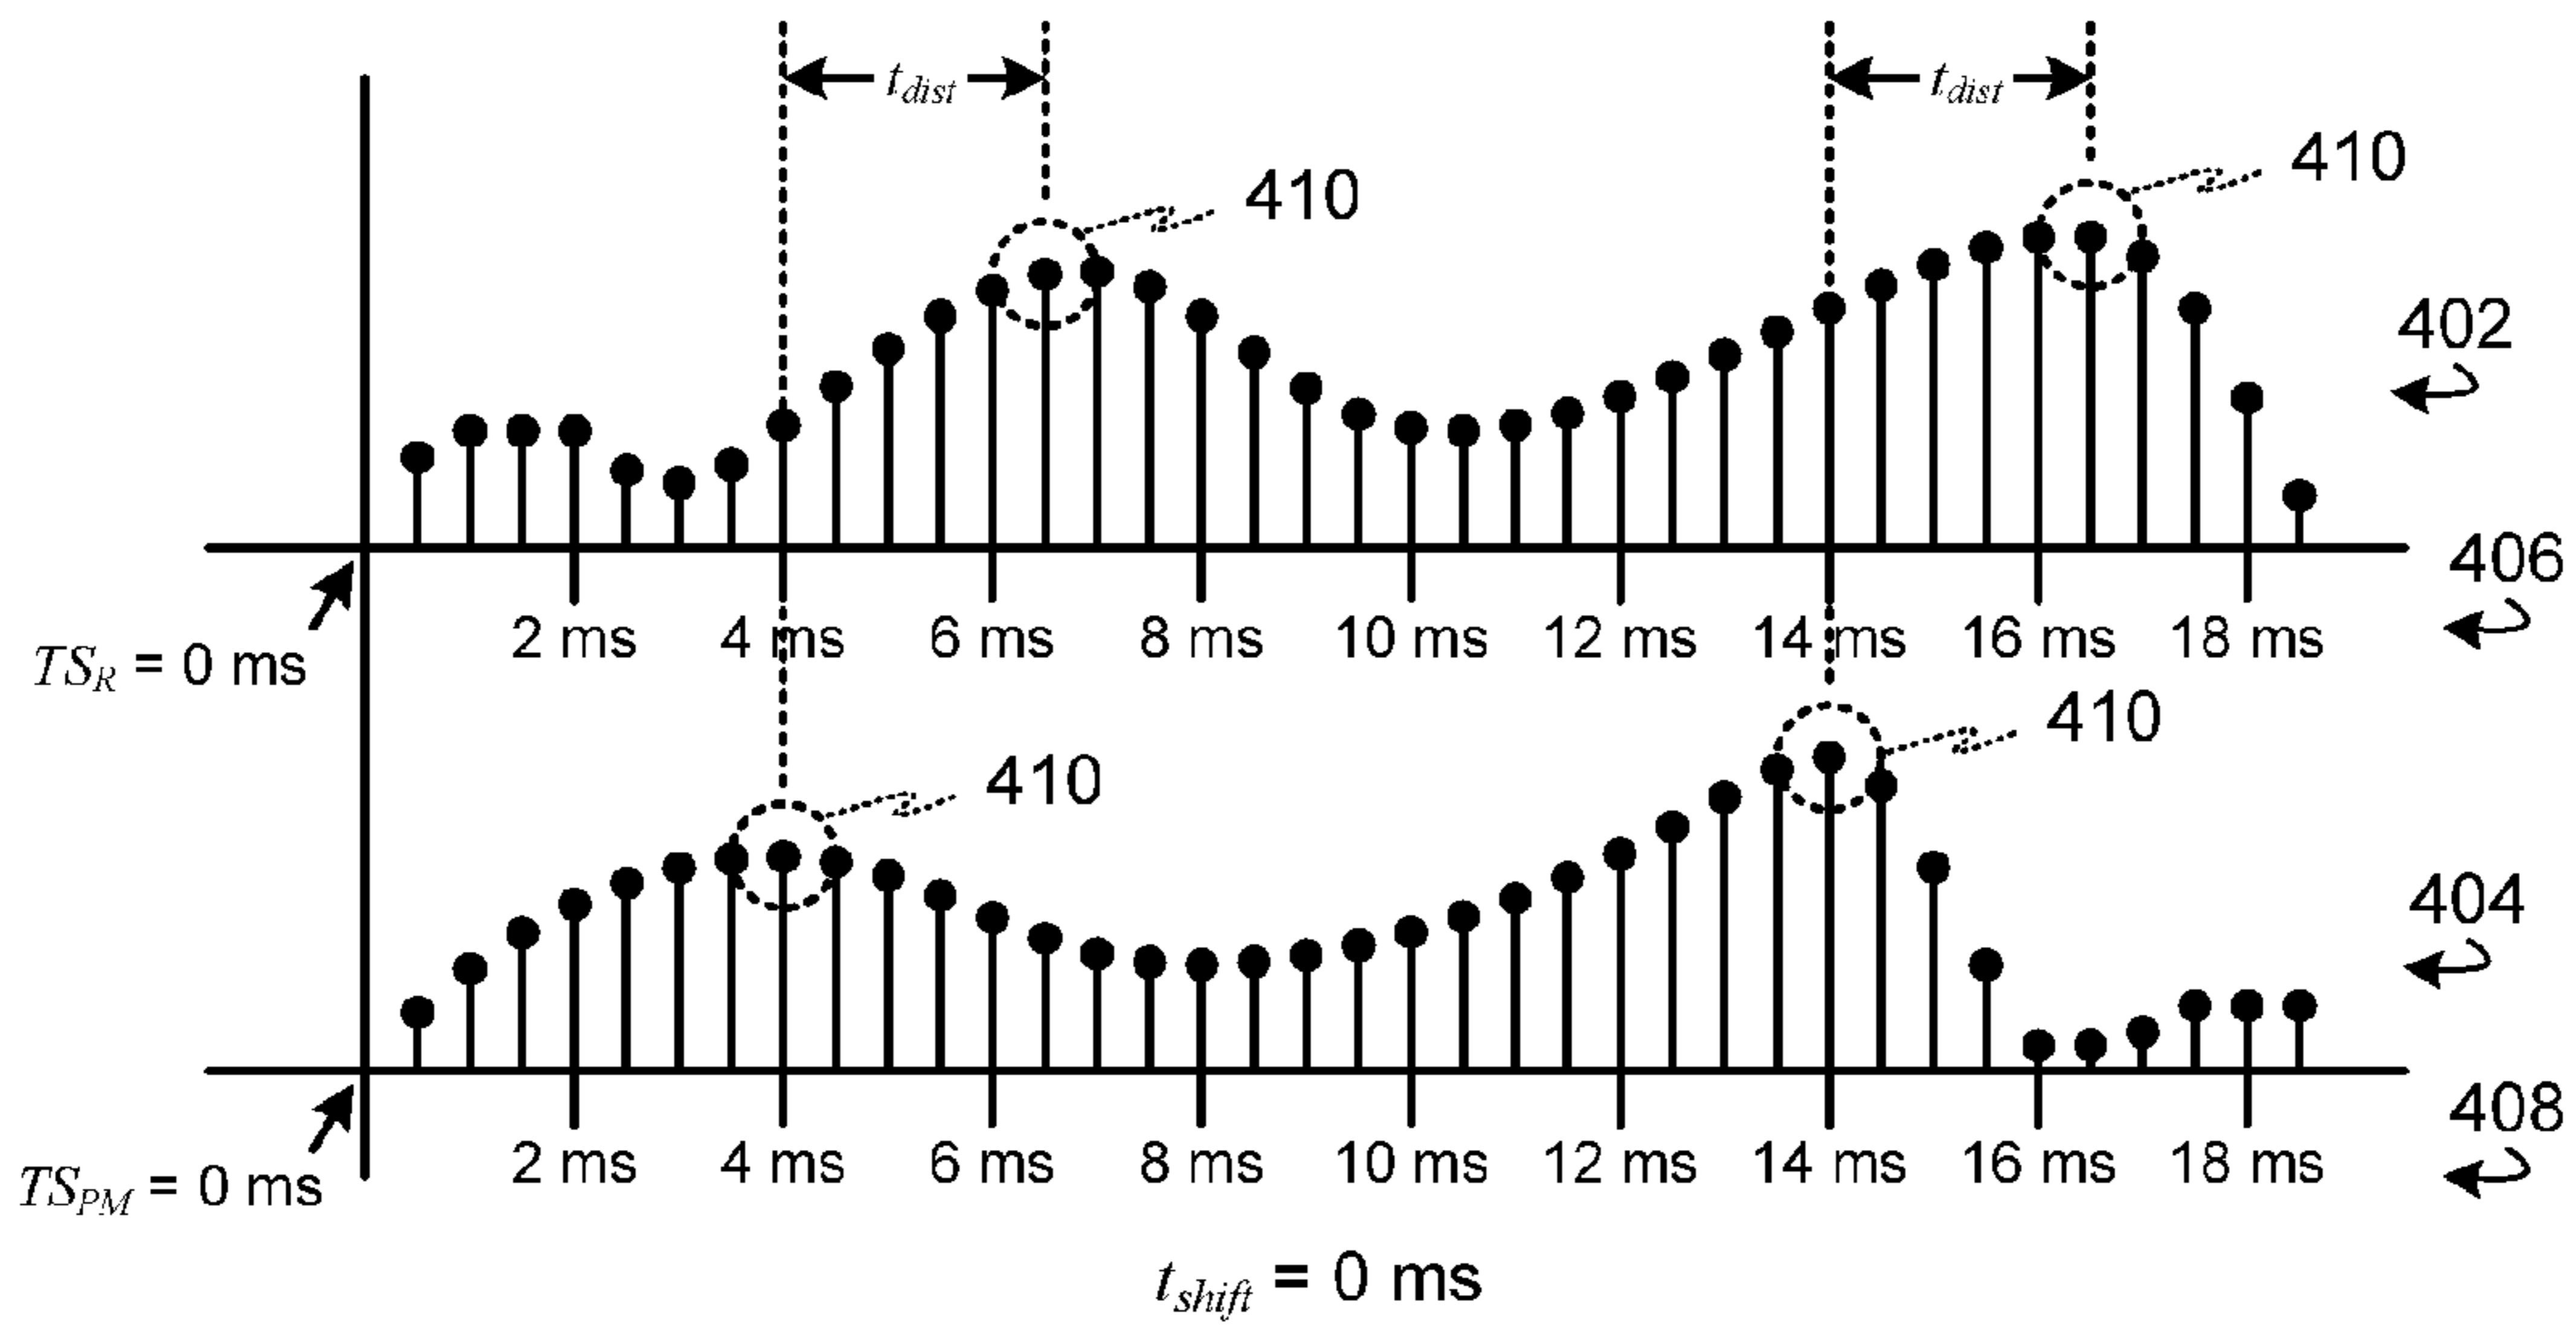 t_dist t_dist
410
410
402
406
2 ms 4 ms 6 ms 8 ms 10 ms 12 ms 14 ms 16 ms 18 ms
TS_R = 0 ms
410
410
404
408
2 ms 4 ms 6 ms 8 ms 10 ms 12 ms 14 ms 16 ms 18 ms
TS_PM = 0 ms
t_shift = 0 ms